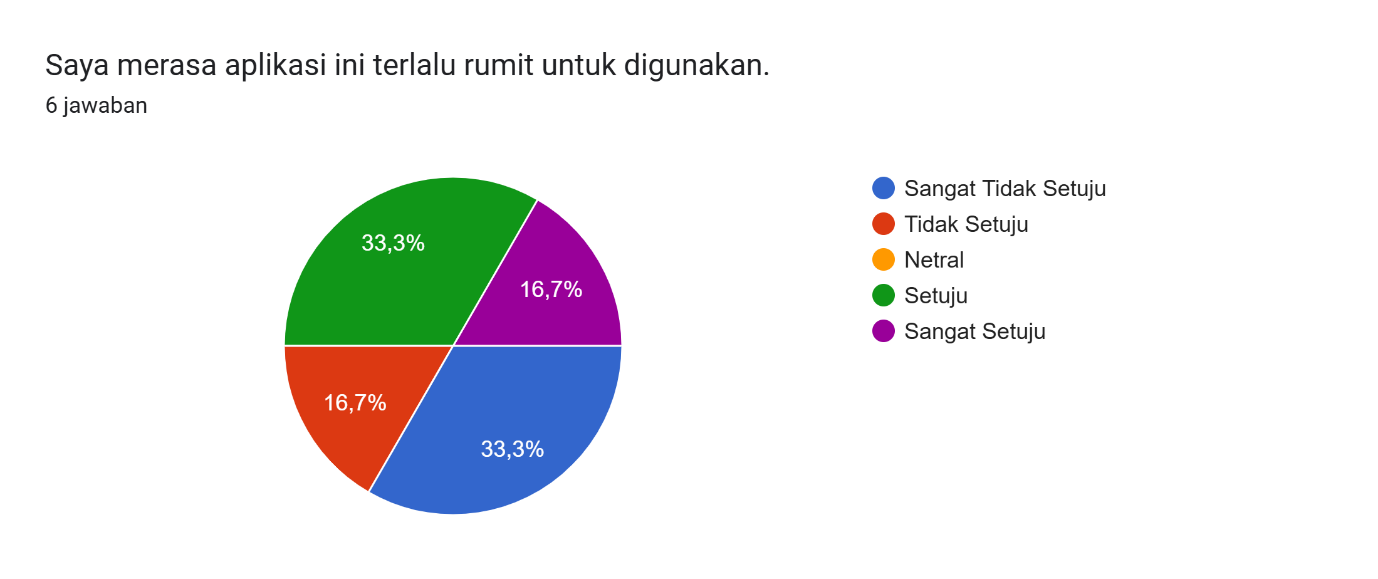 Saya merasa aplikasi ini terlalu rumit untuk digunakan.
6 jawaban
33,3%
16,7%
16,7%
33,3%
Sangat Tidak Setuju
Tidak Setuju
Netral
Setuju
Sangat Setuju